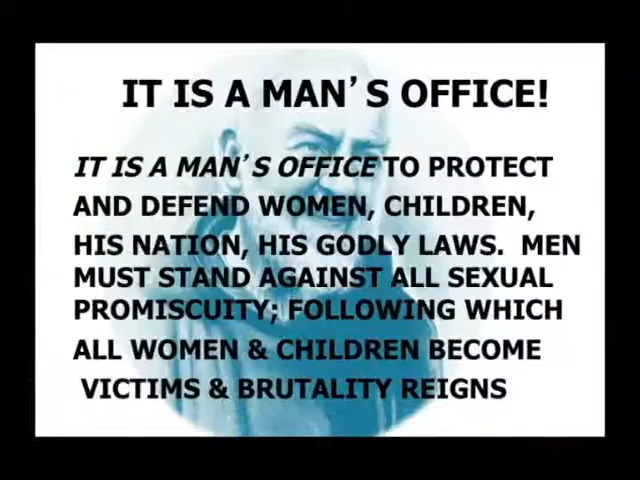 IT IS A MAN'S OFFICE!
IT IS A MAN'S OFFICE TO PROTECT
AND DEFEND WOMEN, CHILDREN,
HIS NATION, HIS GODLY LAWS. MEN
MUST STAND AGAINST ALL SEXUAL
PROMISCUITY; FOLLOWING WHICH
ALL WOMEN & CHILDREN BECOME
VICTIMS & BRUTALITY REIGNS